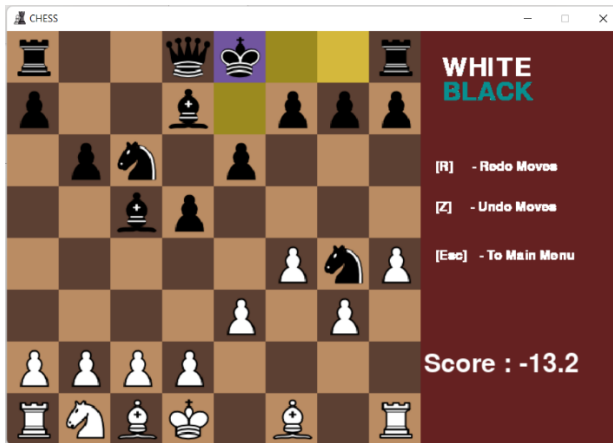 CHESS
WHITE
BLACK
[R] - Redo Moves
[Z] - Undo Moves
[Esc] - To Main Menu
Score : -13.2